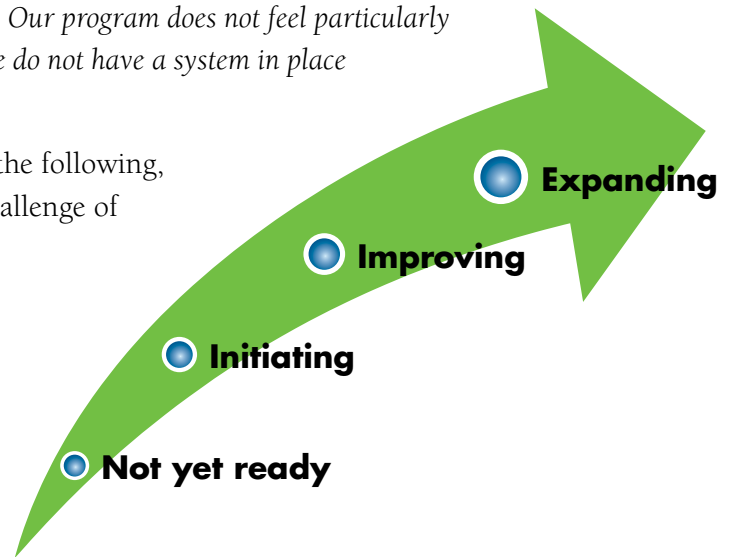 Our program does not feel particularly
do not have a system in place
the following,
allenge of
Expanding
Improving
Initiating
Not yet ready